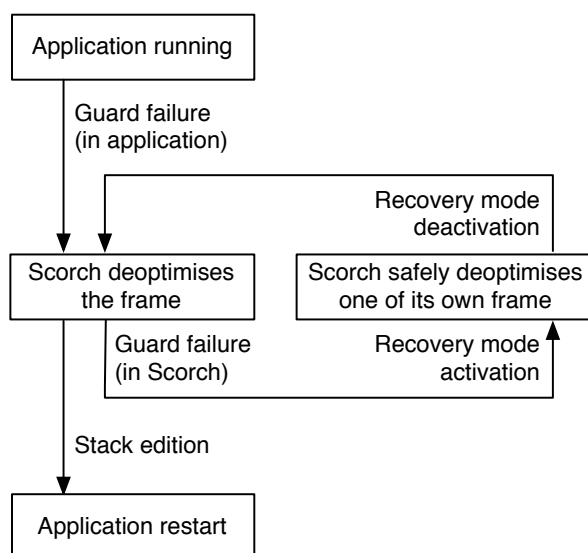 Application running
Guard failure
(in application)
Recovery mode
deactivation
Scorch deoptimises
the frame
Scorch safely deoptimises
one of its own frame
Guard failure
(in Scorch)
Recovery mode
activation
Stack edition
Application restart